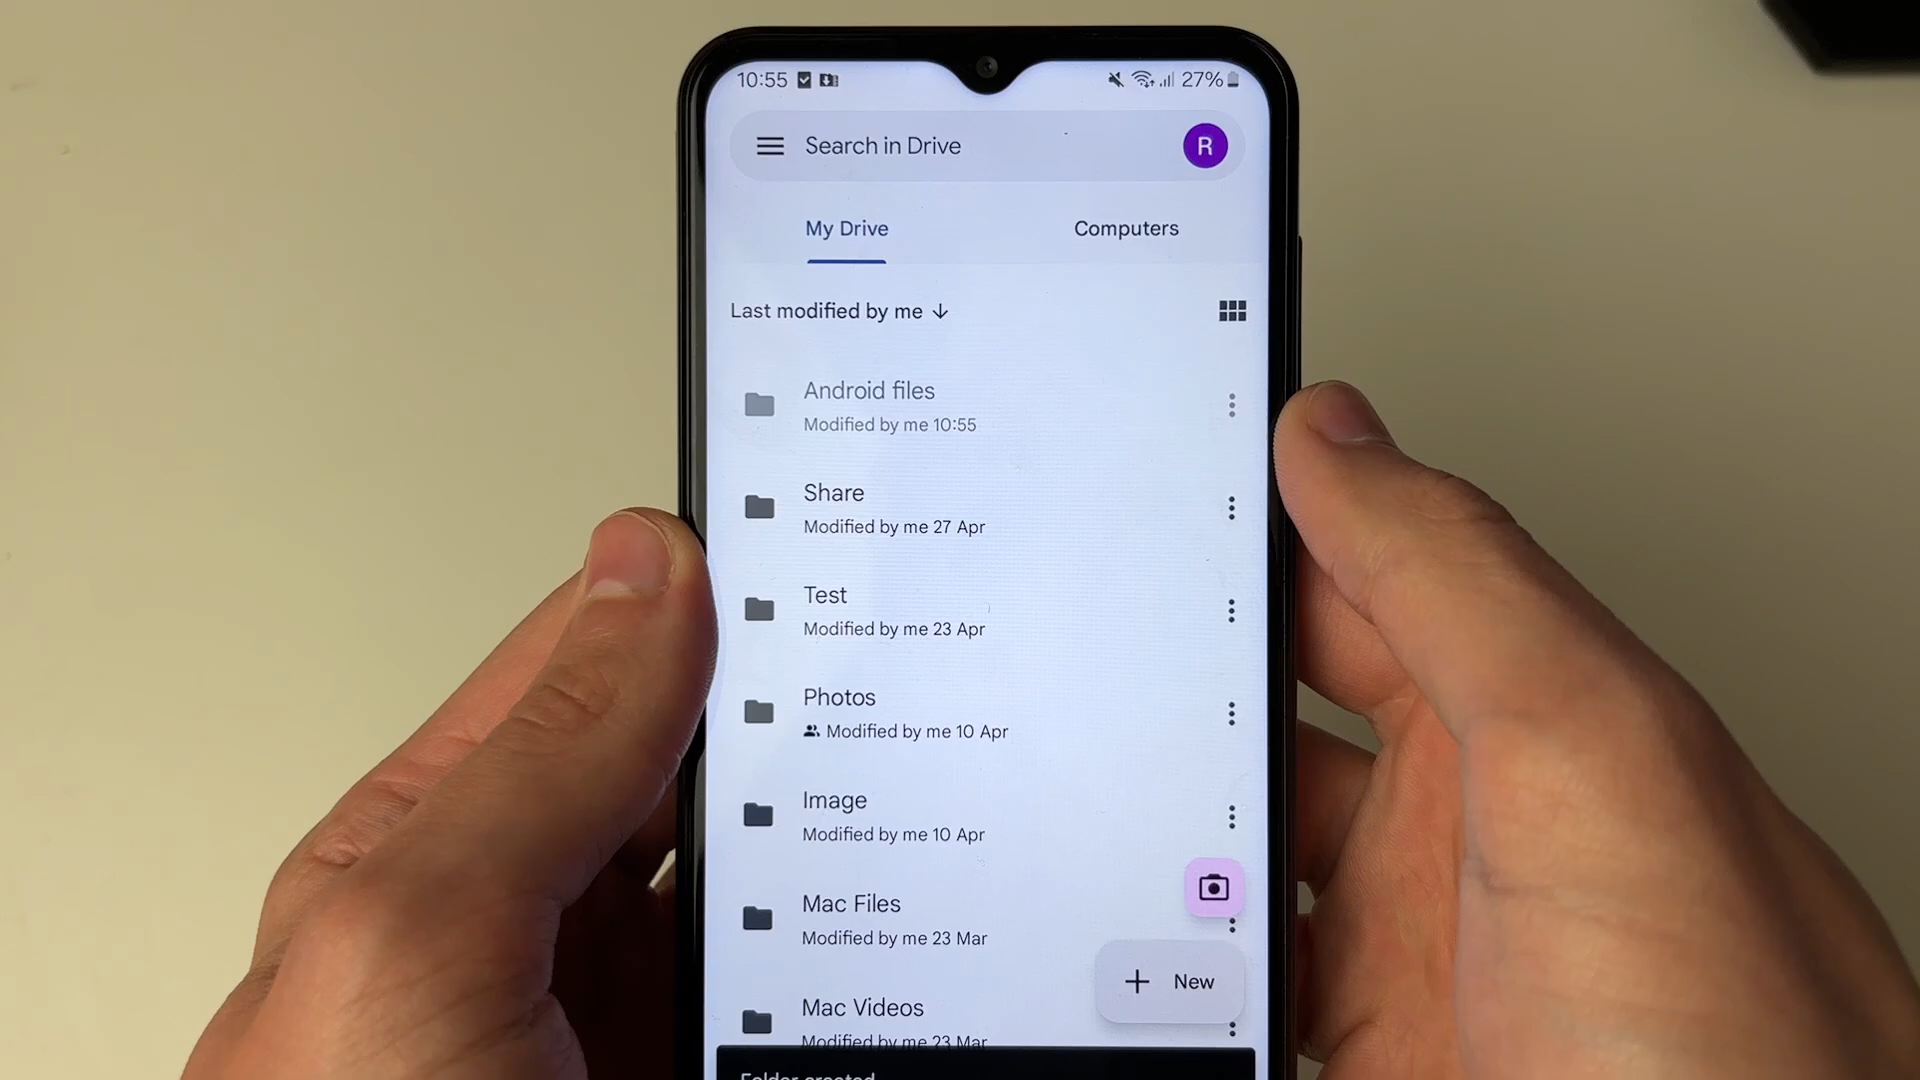 10:55
27%
Search in Drive
R
My Drive
Computers
Last modified by me
Android files
Modified by me 10:55
Share
Modified by me 27 Apr
Test
Modified by me 23 Apr
Photos
Modified by me 10 Apr
Image
Modified by me 10 Apr
Mac Files
Modified by me 23 Mar
New
Mac Videos
Modified by me 23 Mar
Folder created